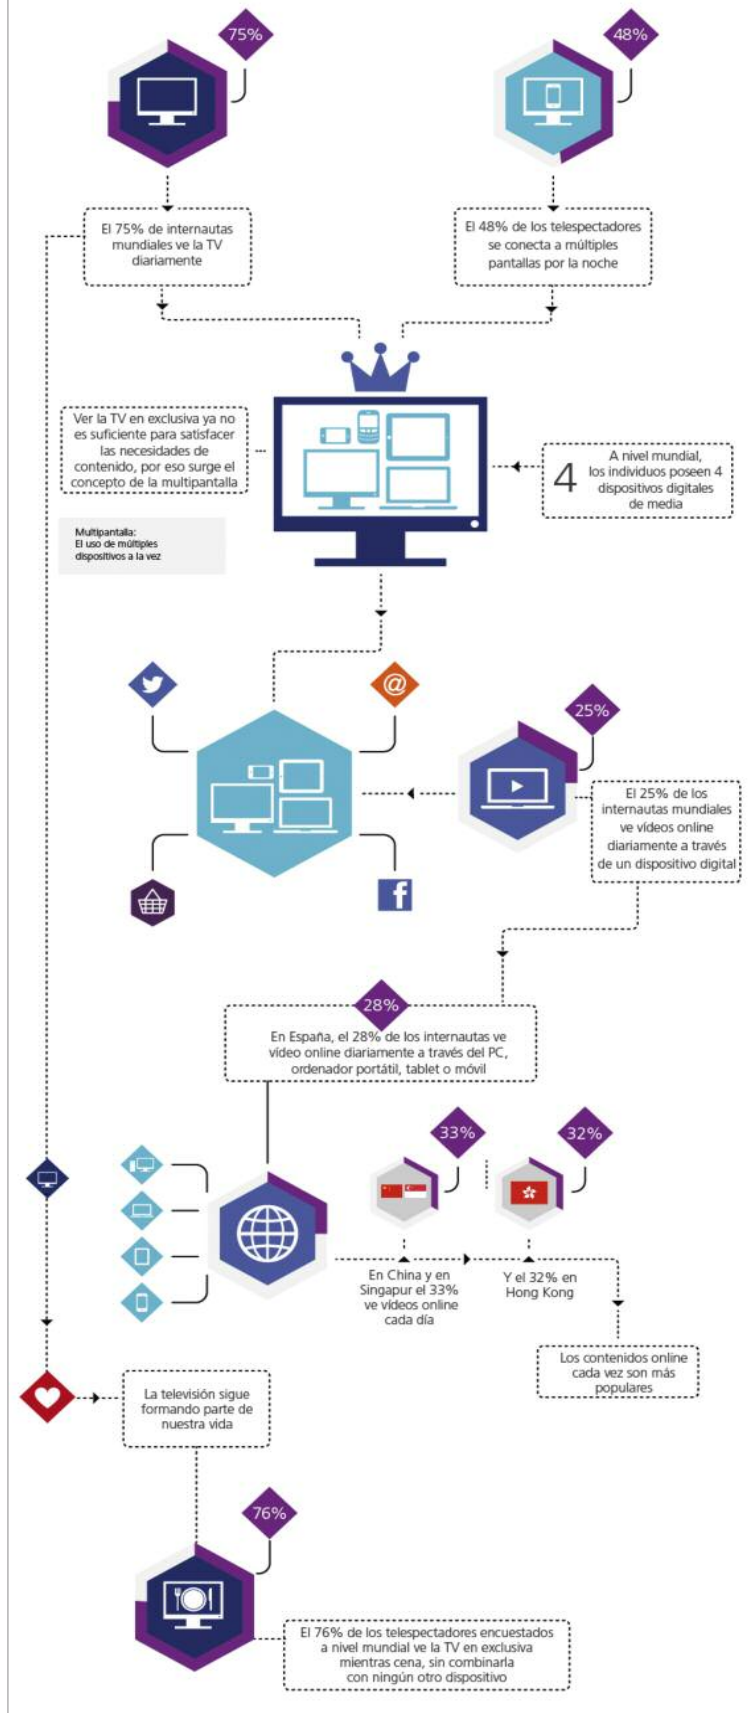 75%
48%
El 75% de internautas
mundiales ve la TV
diariamente
El 48% de los telespectadores
se conecta a múltiples
pantallas por la noche
Ver la TV en exclusiva ya no
es suficiente para satisfacer
las necesidades de
contenido, por eso surge el
concepto de la multipantalla
4
A nivel mundial,
los individuos poseen 4
dispositivos digitales
de media
Multipantalla:
El uso de múltiples
dispositivos a la vez
@
25%
El 25% de los
internautas mundiales
ve vídeos online
diariamente a través
de un dispositivo digital
f
28%
En España, el 28% de los internautas ve
vídeo online diariamente a través del PC,
ordenador portátil, tablet o móvil
33%
32%
En China y en
Singapur el 33%
ve vídeos online
cada día
Y el 32% en
Hong Kong
Los contenidos online
cada vez son más
populares
La televisión sigue
formando parte de
nuestra vida
76%
El 76% de los telespectadores encuestados
a nivel mundial ve la TV en exclusiva
mientras cena, sin combinarla
con ningún otro dispositivo